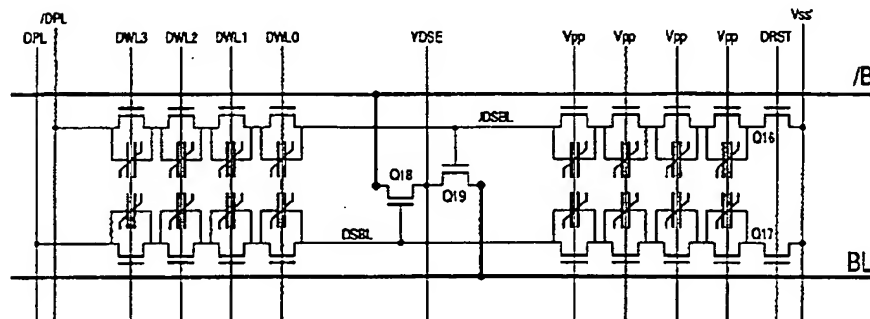 /DPL
Vss'
DPL DWL3 DWL2 DWL1 DWL0 VDSE Vpp Vpp Vpp Vpp DRST
/B
/DSBL
Q16
Q18
Q19
DSBL
Q17
BL